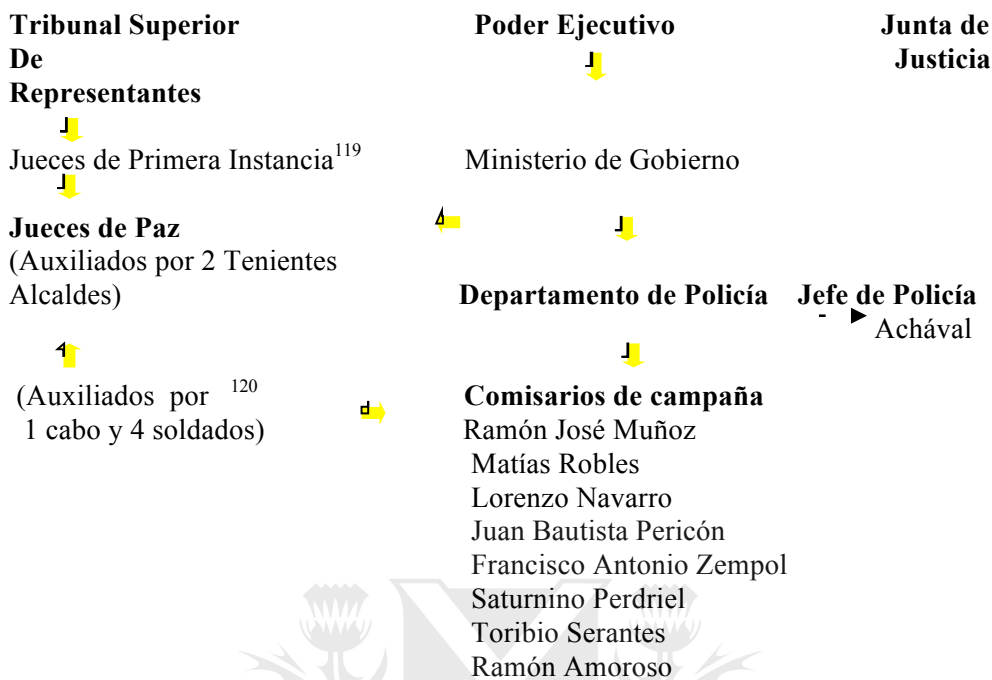 Tribunal Superior Poder Ejecutivo Junta de
De Justicia
Representantes
Jueces de Primera Instancia119 Ministerio de Gobierno
Jueces de Paz
(Auxiliados por 2 Tenientes
Alcaldes) Departamento de Policía Jefe de Policía
Achával
(Auxiliados por 120 Comisarios de campaña
1 cabo y 4 soldados) Ramón José Muñoz
Matías Robles
Lorenzo Navarro
Juan Bautista Pericón
Francisco Antonio Zempol
Saturnino Perdriel
Toribio Serantes
Ramón Amoroso